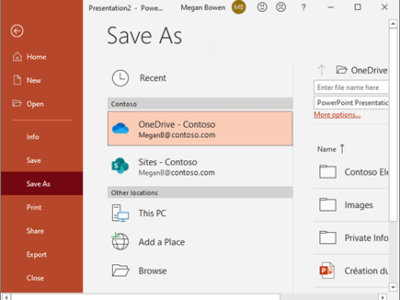 Presentation2 - Powe...
Megan Bowen
MB
Save As
Home
New
Open
Info
Save
Save As
Print
Share
Export
Close
Recent
Contoso
OneDrive - Contoso
MeganB@contoso.com
Sites - Contoso
MeganB@contoso.com
Other locations
This PC
Add a Place
Browse
OneDrive
Enter file name here
PowerPoint Presentatio
More options...
Name
Contoso Ele
Images
Private Info
Création du